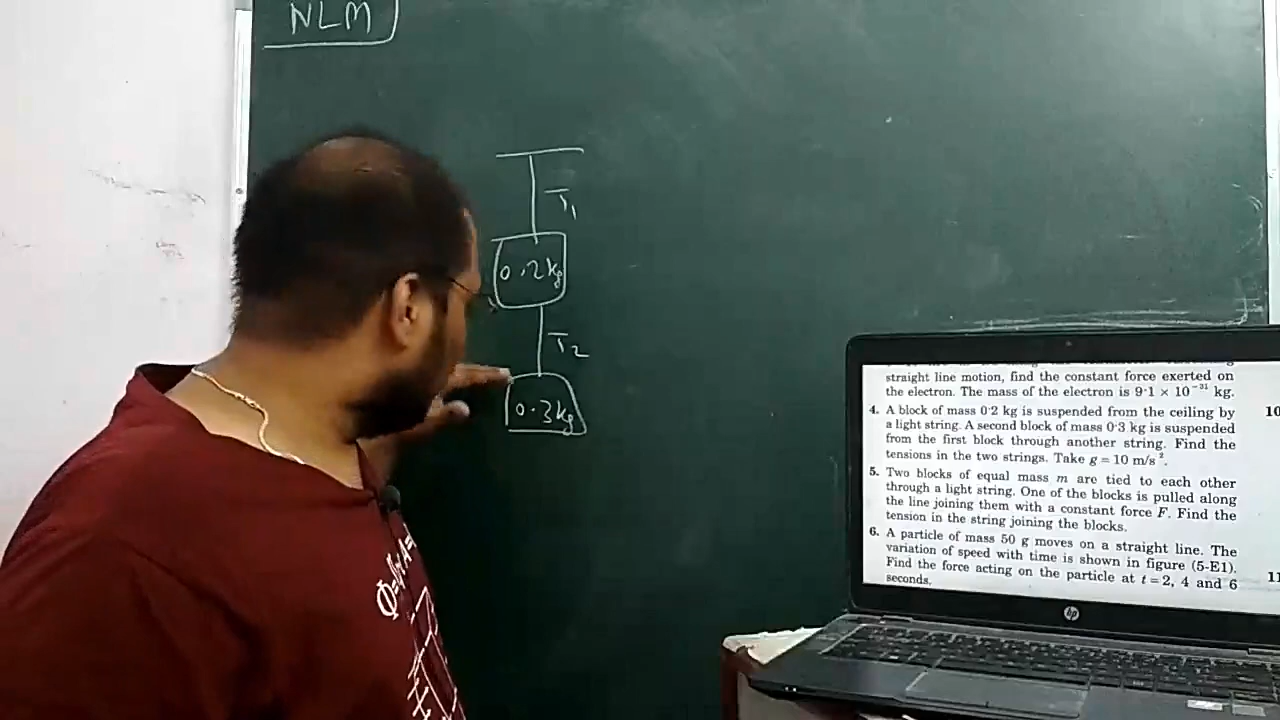 NLM
T1
0.2kg
T2
0.3kg
straight line motion, find the constant force exerted on
the electron. The mass of the electron is 9·1 × 10⁻³¹ kg.
4. A block of mass 0·2 kg is suspended from the ceiling by
a light string. A second block of mass 0·3 kg is suspended
from the first block through another string. Find the
tensions in the two strings. Take g = 10 m/s².
5. Two blocks of equal mass m are tied to each other
through a light string. One of the blocks is pulled along
the line joining them with a constant force F. Find the
tension in the string joining the blocks.
6. A particle of mass 50 g moves on a straight line. The
variation of speed with time is shown in figure (5-E1).
Find the force acting on the particle at t = 2, 4 and 6
seconds.
10
11
hp